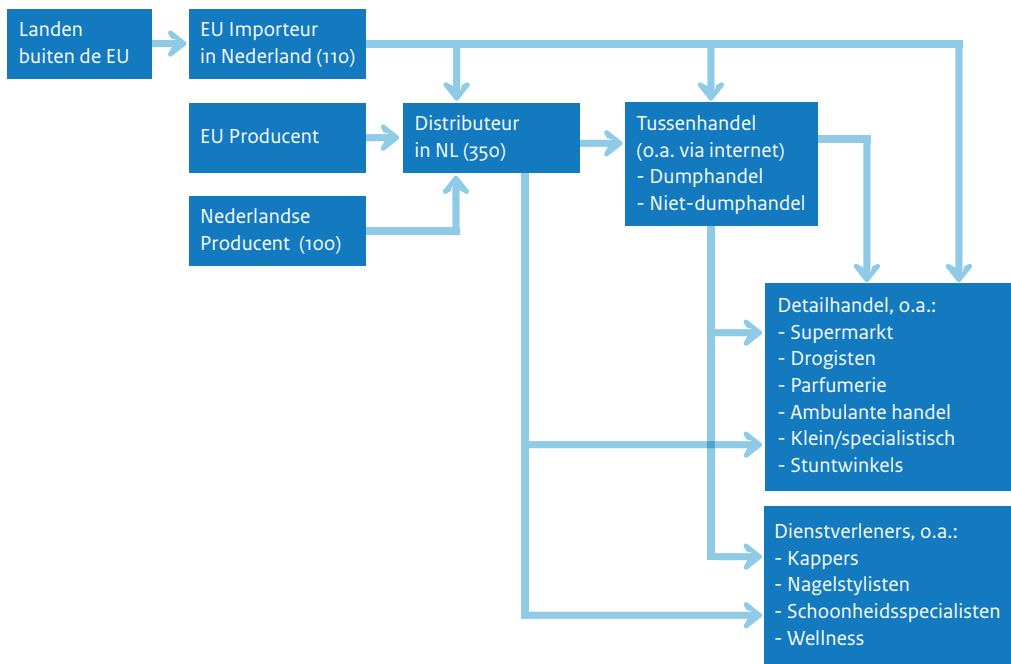 Landen
buiten de EU
EU Importeur
in Nederland (110)
EU Producent
Distributeur
in NL (350)
Tussenhandel
(o.a. via internet)
- Dumphandel
- Niet-dumphandel
Nederlandse
Producent (100)
Detailhandel, o.a.:
- Supermarkt
- Drogisten
- Parfumerie
- Ambulante handel
- Klein/specialistisch
- Stuntwinkels
Dienstverleners, o.a.:
- Kappers
- Nagelstylisten
- Schoonheidsspecialisten
- Wellness